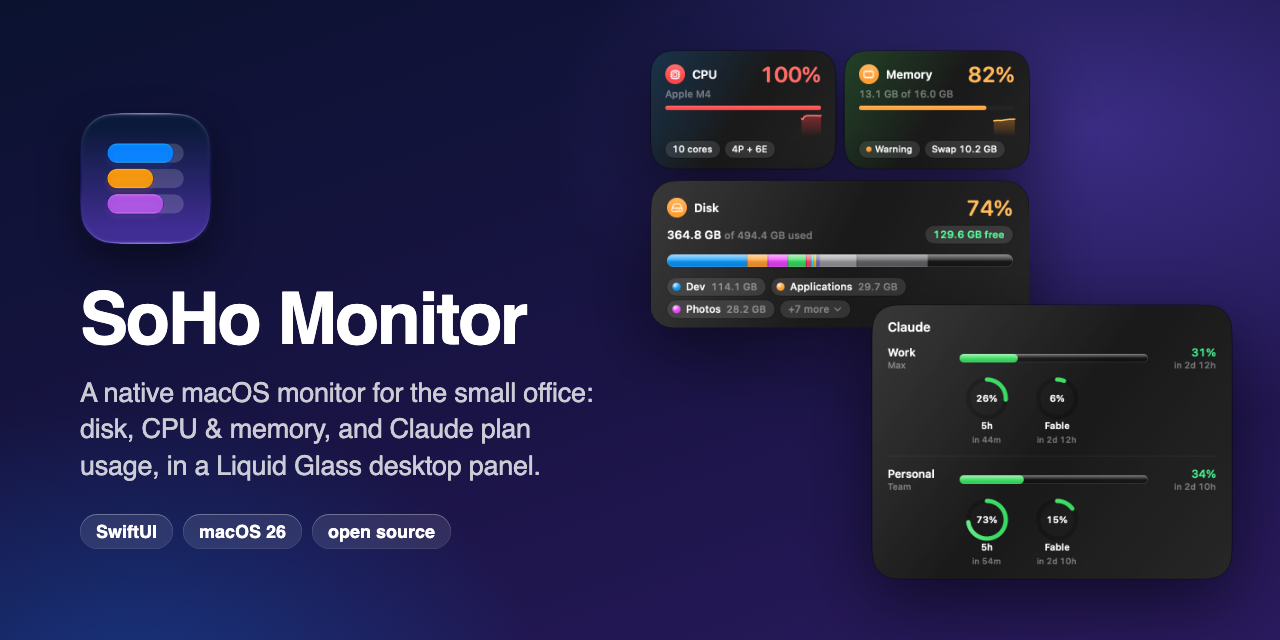 SoHo Monitor
A native macOS monitor for the small office:
disk, CPU & memory, and Claude plan
usage, in a Liquid Glass desktop panel.
SwiftUI macOS 26 open source
CPU 100%
Apple M4
10 cores 4P + 6E
Memory 82%
13.1 GB of 16.0 GB
Warning Swap 10.2 GB
Disk 74%
364.8 GB of 494.4 GB used 129.6 GB free
Dev 114.1 GB Applications 29.7 GB
Photos 28.2 GB +7 more
Claude
Work 31%
Max in 2d 12h
26% 6%
5h Fable
in 44m in 2d 12h
Personal 34%
Team in 2d 10h
73% 15%
5h Fable
in 54m in 2d 10h